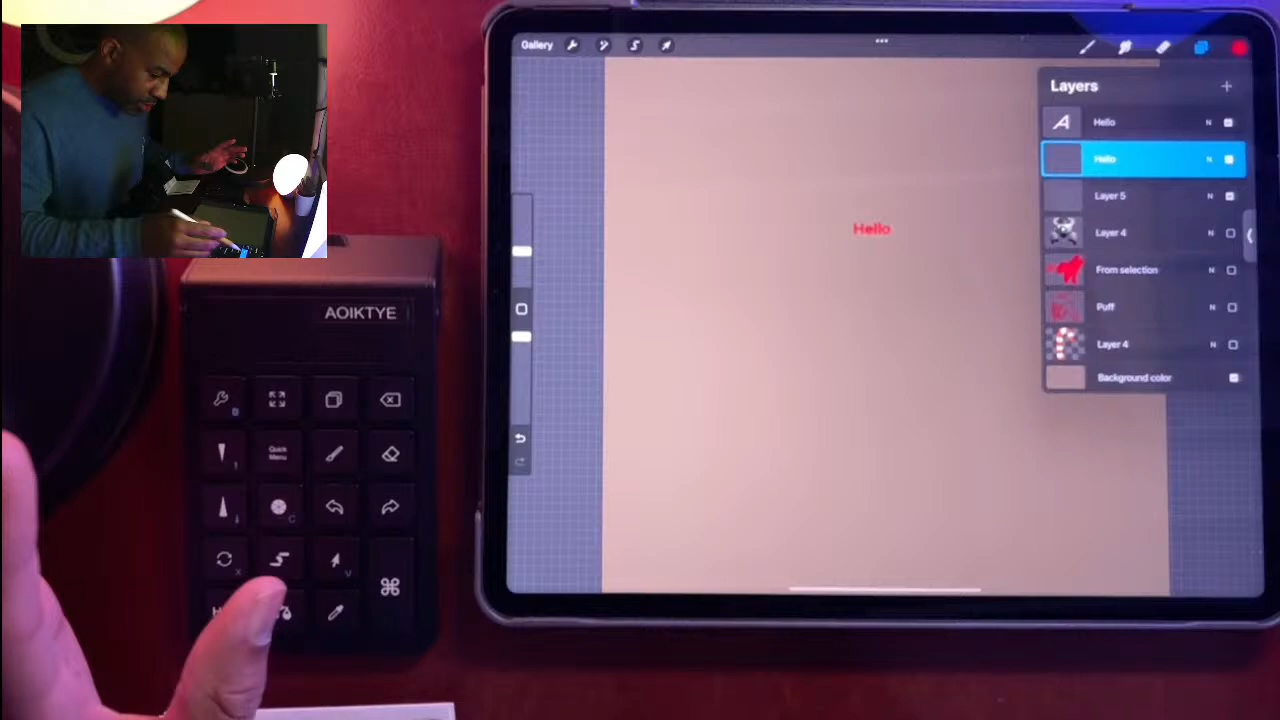 Gallery
Layers
Hello N
Hello N
Layer 5 N
Layer 4 N
From selection N
Puff N
Layer 4 N
Background color
Hello
AOIKTYE
Quick
Menu
C
X
V